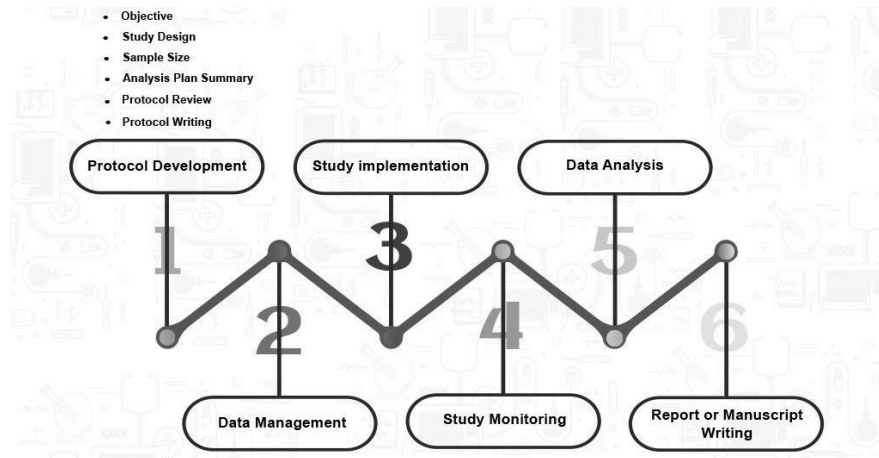 Objective
Study Design
Sample Size
Analysis Plan Summary
Protocol Review
Protocol Writing
Protocol Development
Study implementation
Data Analysis
1
2
3
4
5
6
Data Management
Study Monitoring
Report or Manuscript
Writing